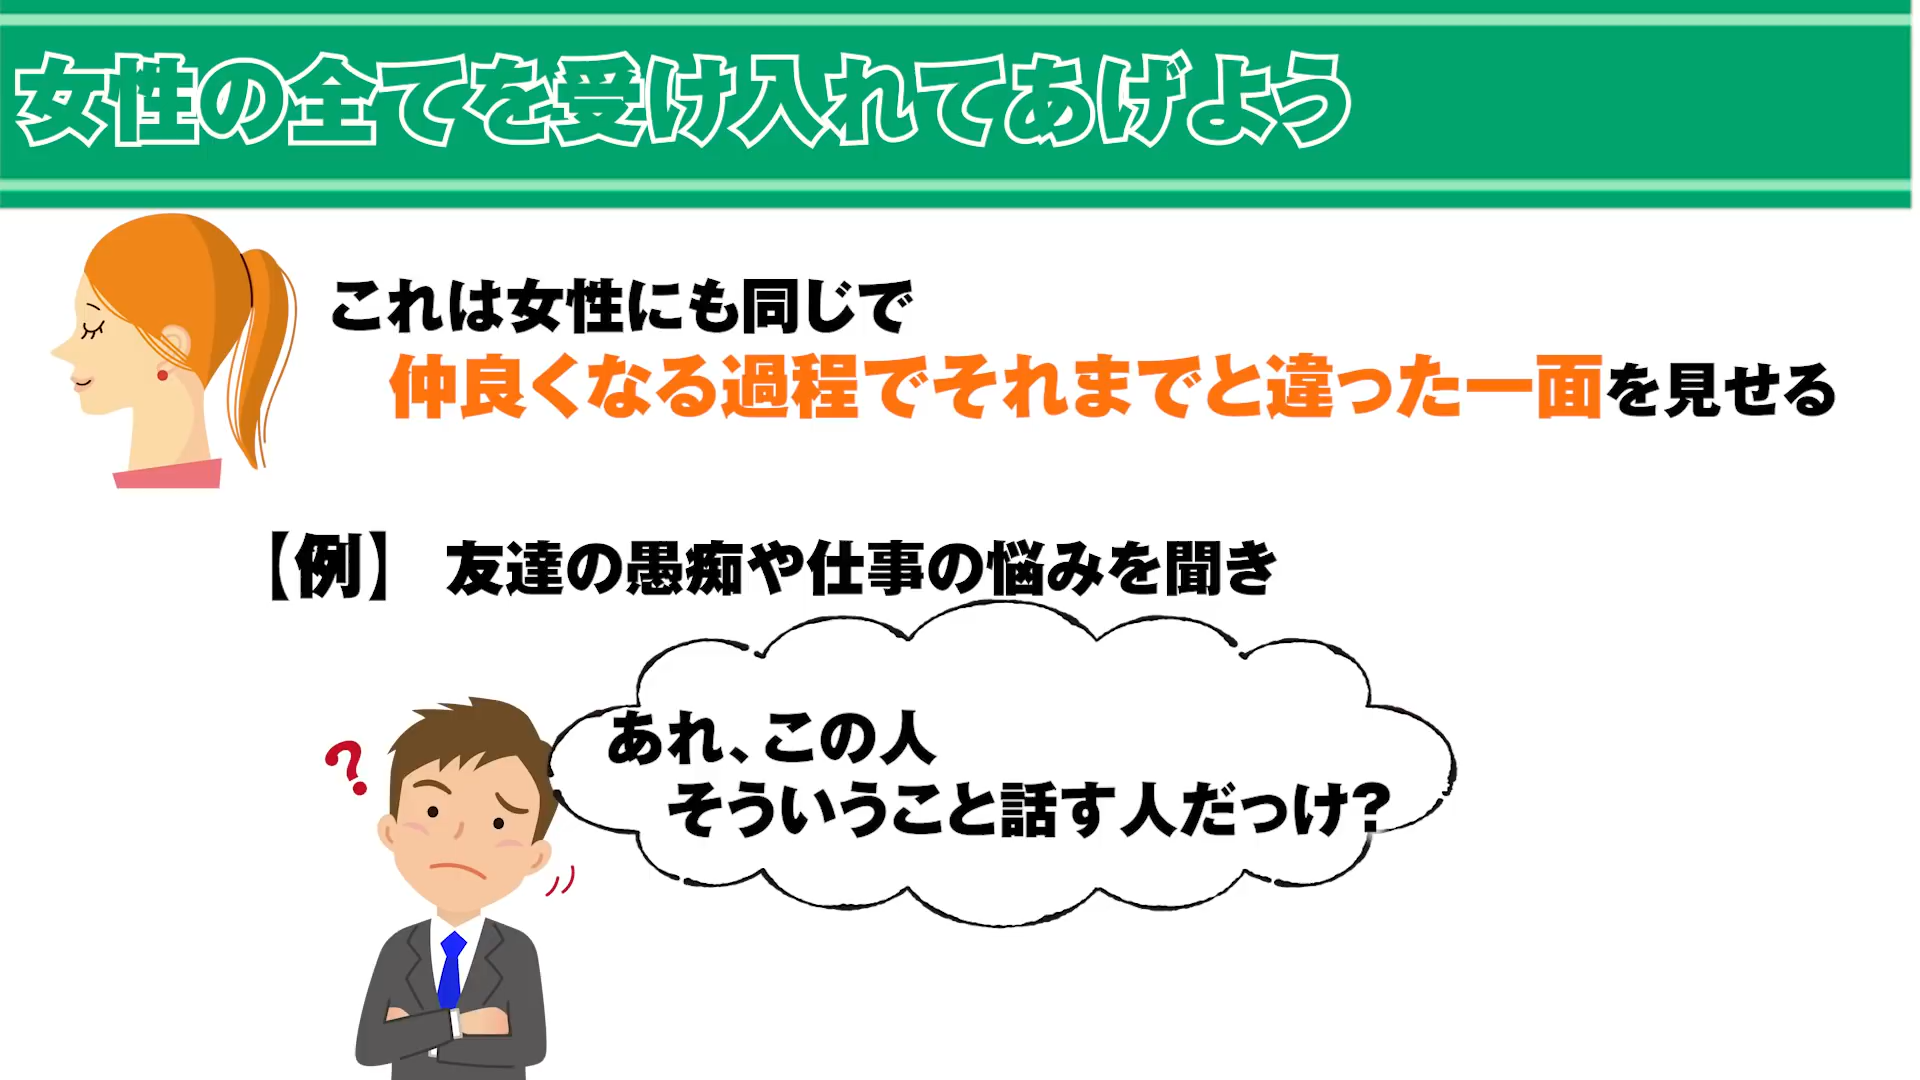 女性の全てを受け入れてあげよう
これは女性にも同じで
仲良くなる過程でそれまでと違った一面を見せる
【例】 友達の愚痴や仕事の悩みを聞き
?
あれ、この人
そういうこと話す人だっけ?